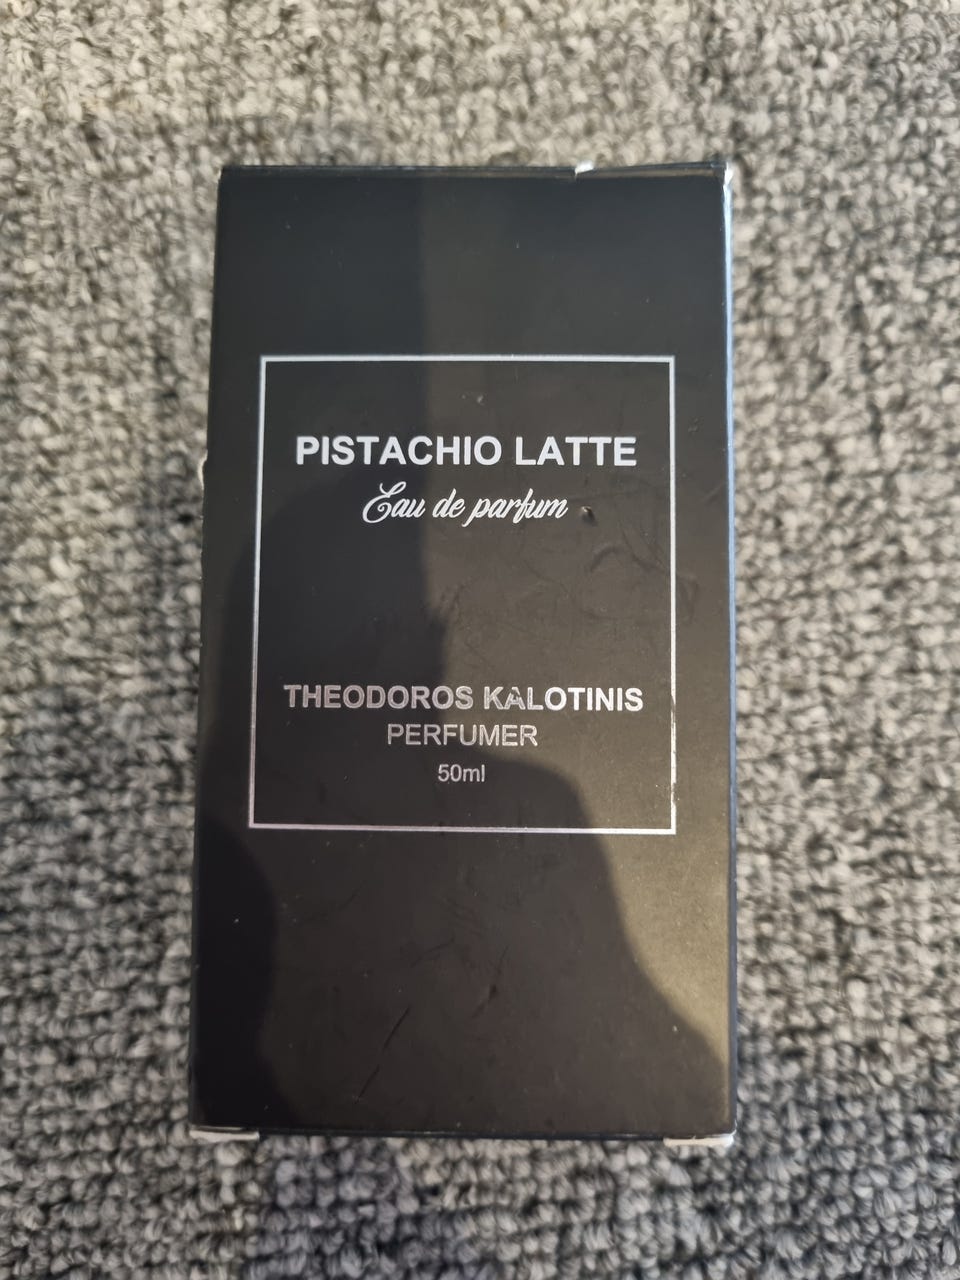 PISTACHIO LATTE
Eau de parfum
THEODOROS KALOTINIS
PERFUMER
50ml